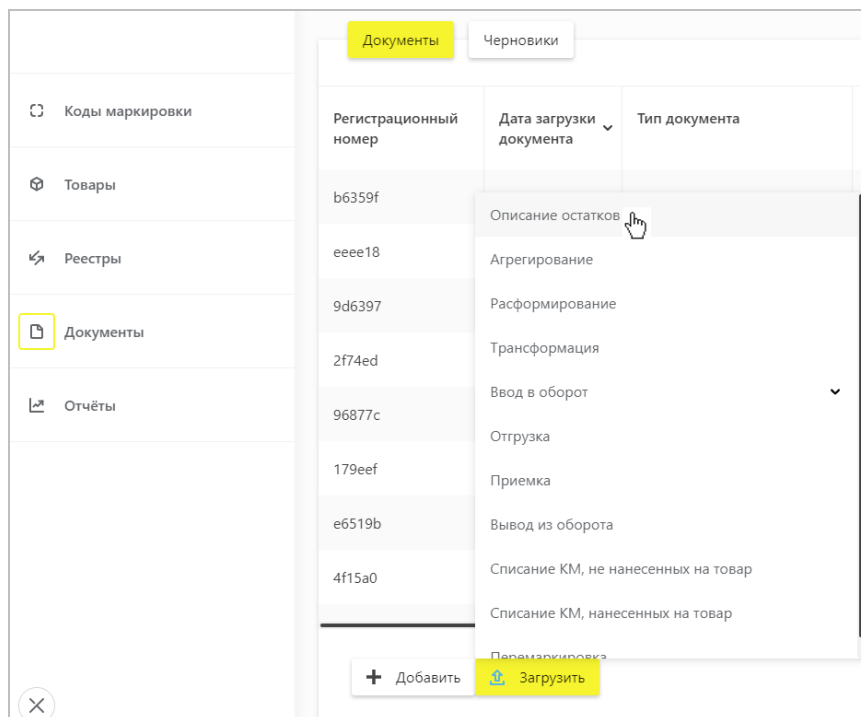 Документы Черновики
Коды маркировки
Товары
Реестры
Документы
Отчёты
Регистрационный номер
Дата загрузки документа
Тип документа
b6359f
eeee18
9d6397
2f74ed
96877c
179eef
e6519b
4f15a0
Описание остатков
Агрегирование
Расформирование
Трансформация
Ввод в оборот
Отгрузка
Приемка
Вывод из оборота
Списание КМ, не нанесенных на товар
Списание КМ, нанесенных на товар
Перемаркировка
Добавить Загрузить